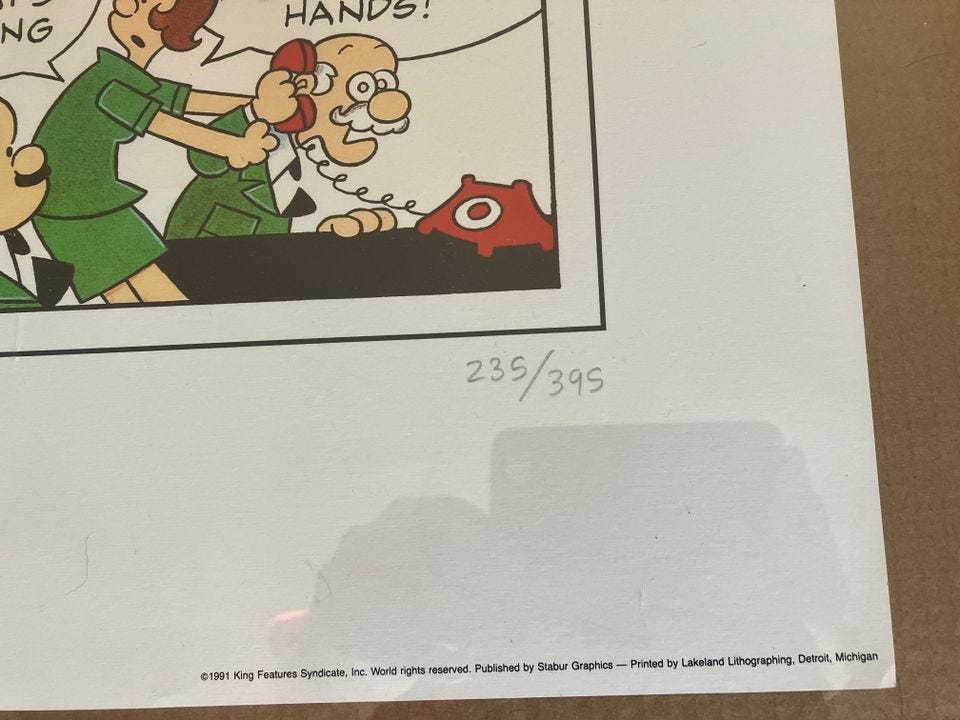 NG
HANDS!
235/395
©1991 King Features Syndicate, Inc. World rights reserved. Published by Stabur Graphics — Printed by Lakeland Lithographing, Detroit, Michigan